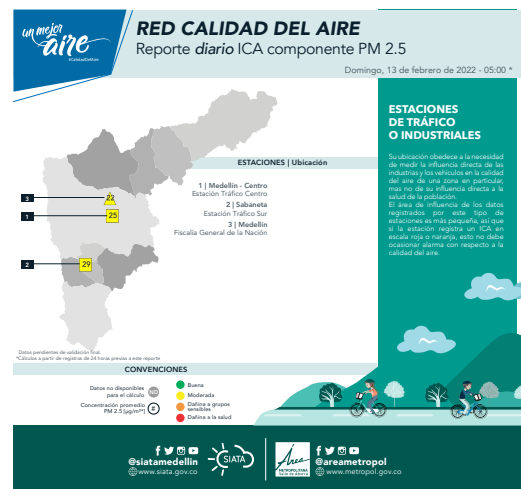 un mejor
aire
#CalidadDelAire
RED CALIDAD DEL AIRE
Reporte diario ICA componente PM 2.5
Domingo, 13 de febrero de 2022 - 05:00 *
ESTACIONES | Ubicación
1 | Medellín - Centro
Estación Tráfico Centro
2 | Sabaneta
Estación Tráfico Sur
3 | Medellín
Fiscalía General de la Nación
3
1
2
22
25
29
ESTACIONES
DE TRÁFICO
O INDUSTRIALES
Su ubicación obedece a la necesidad
de medir la influencia directa de las
industrias y los vehículos en la calidad
del aire de una zona en particular,
mas no de su influencia directa a la
salud de la población.
El área de influencia de los datos
registrados por este tipo de
estaciones es más pequeña, así que
si la estación registra un ICA en
escala roja o naranja, esto no debe
ocasionar alarma con respecto a la
calidad del aire.
Datos pendientes de validación final.
*Cálculos a partir de registros de 24 horas previas a este reporte
CONVENCIONES
Datos no disponibles
para el cálculo
Concentración promedio
PM 2.5 [µg/m³]
#
Buena
Moderada
Dañina a grupos
sensibles
Dañina a la salud
@siatamedellin
www.siata.gov.co
SIATA
Área
METROPOLITANA
Valle de Aburrá
@areametropol
www.metropol.gov.co